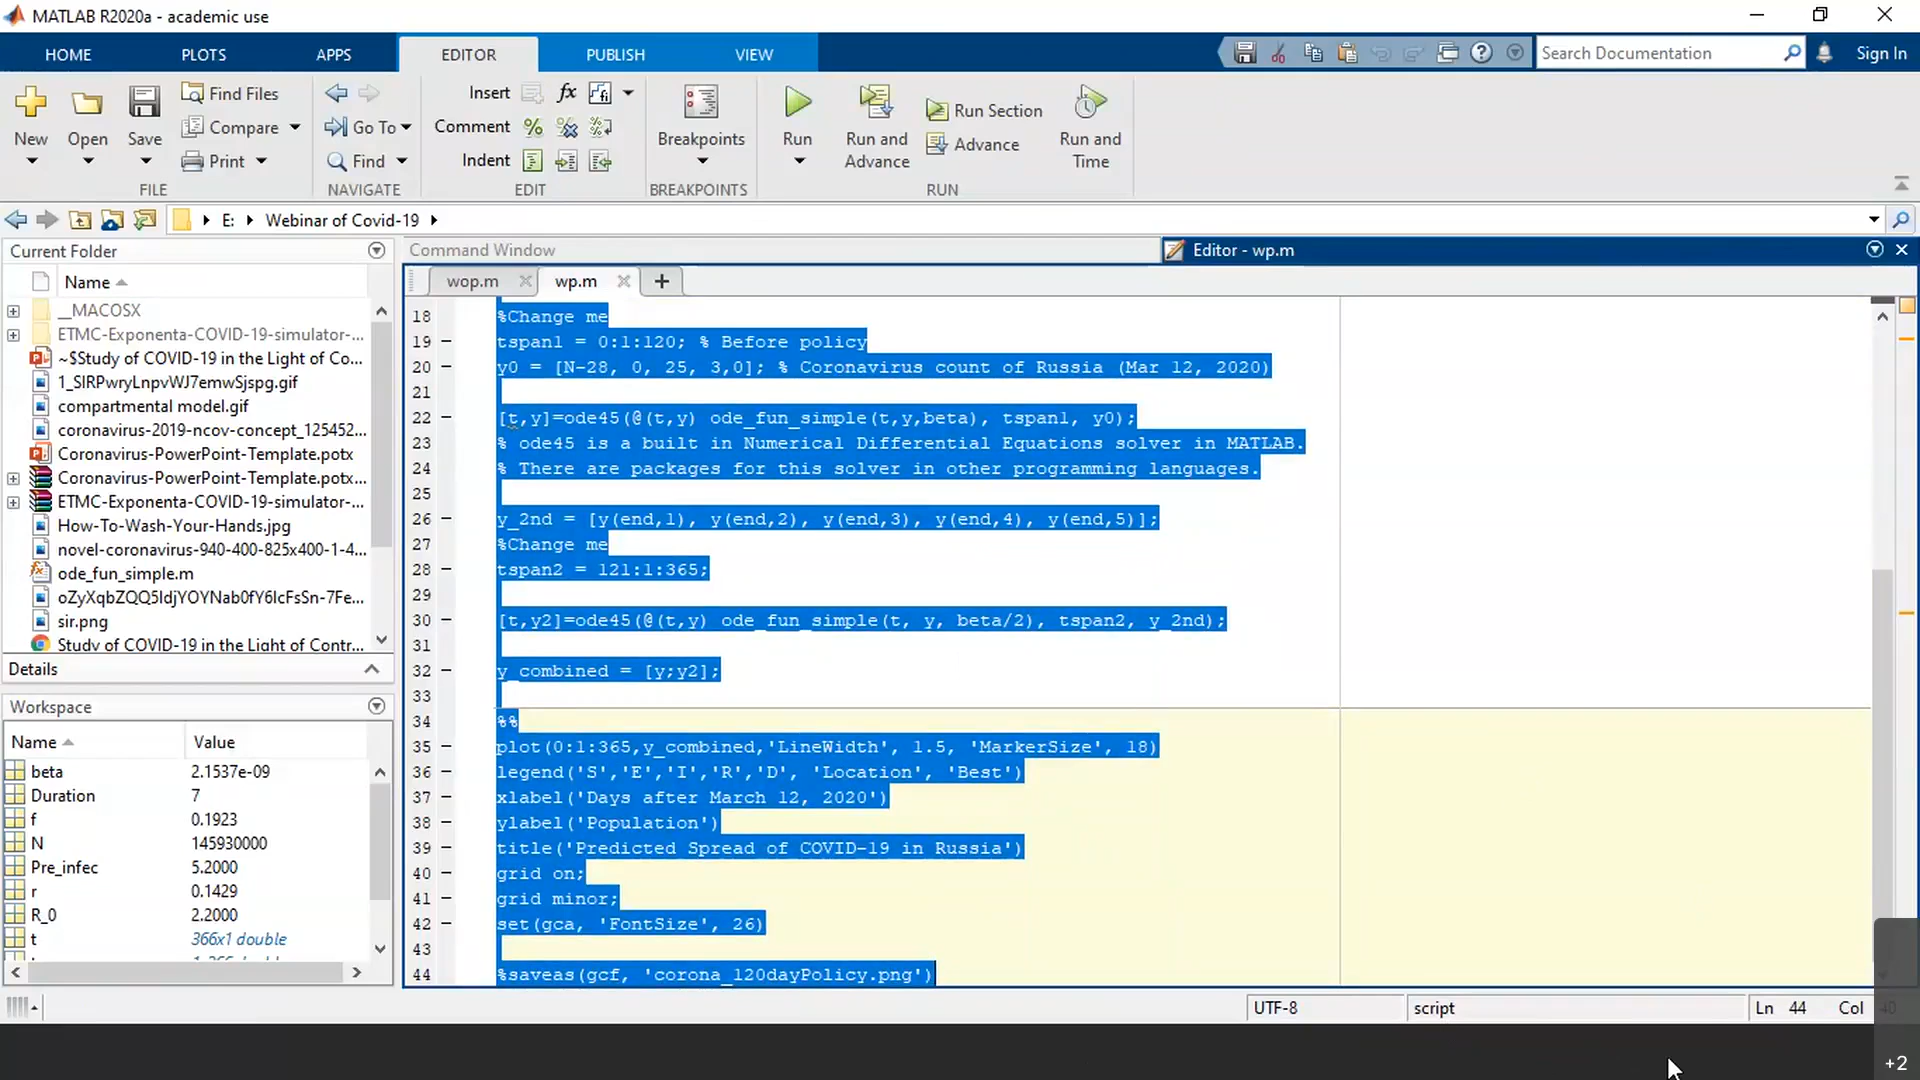 MATLAB R2020a - academic use
HOME PLOTS APPS EDITOR PUBLISH VIEW
Search Documentation
Sign In
New Open Save
Find Files
Compare
Print
FILE
Go To
Find
NAVIGATE
Insert
Comment
Indent
EDIT
Breakpoints
BREAKPOINTS
Run
Run and Advance
Run Section
Advance
Run and Time
RUN
E: Webinar of Covid-19
Current Folder
Name
__MACOSX
ETMC-Exponenta-COVID-19-simulator-...
~$Study of COVID-19 in the Light of Co...
1_SIRPwryLnpvWJ7emwSjspg.gif
compartmental model.gif
coronavirus-2019-ncov-concept_125452...
Coronavirus-PowerPoint-Template.potx
Coronavirus-PowerPoint-Template.potx...
ETMC-Exponenta-COVID-19-simulator-...
How-To-Wash-Your-Hands.jpg
novel-coronavirus-940-400-825x400-1-4...
ode_fun_simple.m
oZyXqbZQQ5IdjYOYNab0fY6IcFsSn-7Fe...
sir.png
Study of COVID-19 in the Light of Contr...
Details
Workspace
Name Value
beta 2.1537e-09
Duration 7
f 0.1923
N 145930000
Pre_infec 5.2000
r 0.1429
R_0 2.2000
t 366x1 double
Command Window
Editor - wp.m
wop.m wp.m
18 %Change me
19 - tspan1 = 0:1:120; % Before policy
20 - y0 = [N-28, 0, 25, 3,0]; % Coronavirus count of Russia (Mar 12, 2020)
21
22 - [t,y]=ode45(@(t,y) ode_fun_simple(t,y,beta), tspan1, y0);
23 % ode45 is a built in Numerical Differential Equations solver in MATLAB.
24 % There are packages for this solver in other programming languages.
25
26 - y_2nd = [y(end,1), y(end,2), y(end,3), y(end,4), y(end,5)];
27 %Change me
28 - tspan2 = 121:1:365;
29
30 - [t,y2]=ode45(@(t,y) ode_fun_simple(t, y, beta/2), tspan2, y_2nd);
31
32 - y_combined = [y;y2];
33
34 %%
35 - plot(0:1:365,y_combined,'LineWidth', 1.5, 'MarkerSize', 18)
36 - legend('S','E','I','R','D', 'Location', 'Best')
37 - xlabel('Days after March 12, 2020')
38 - ylabel('Population')
39 - title('Predicted Spread of COVID-19 in Russia')
40 - grid on;
41 - grid minor;
42 - set(gca, 'FontSize', 26)
43
44 %saveas(gcf, 'corona_120dayPolicy.png')
UTF-8
script
Ln 44 Col
+2